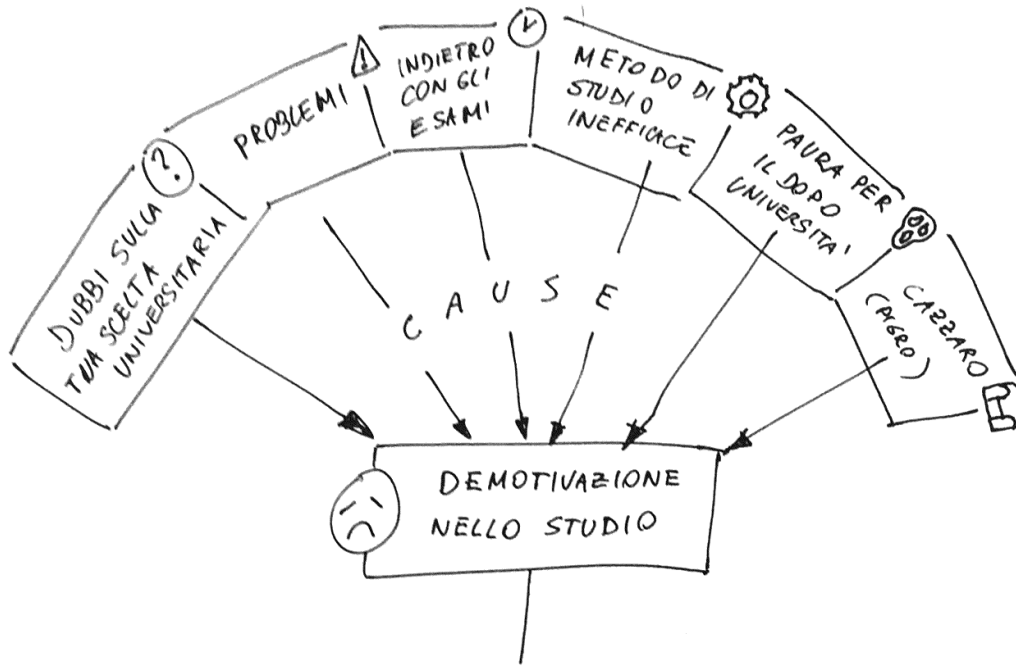 DUBBI SULLA
TUA SCELTA
UNIVERSITARIA
?
PROBLEMI
!
INDIETRO
CON GLI
ESAMI
METODO DI
STUDIO
INEFFICACE
PAURA PER
IL DOPO
UNIVERSITA'
CAZZARO
(PIGRO)
CAUSE
DEMOTIVAZIONE
NELLO STUDIO